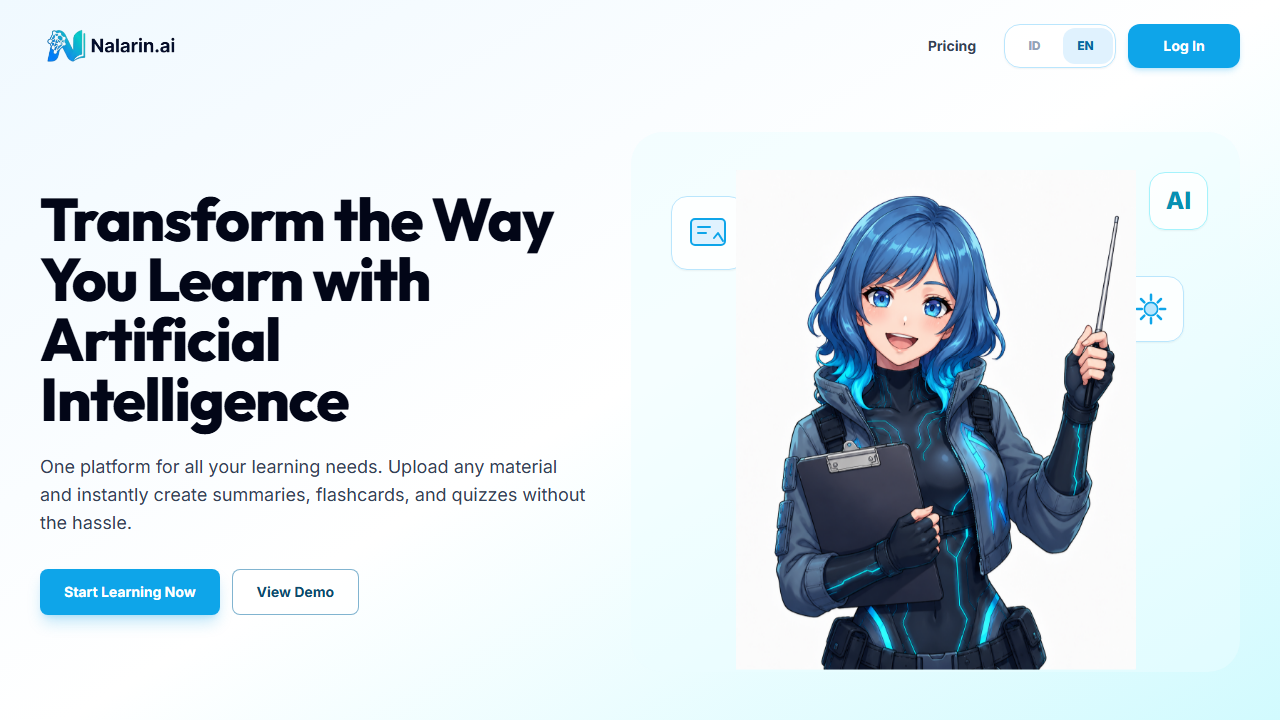 Nalarin.ai
Pricing
ID
EN
Log In
AI
Transform the Way
You Learn with
Artificial
Intelligence
One platform for all your learning needs. Upload any material
and instantly create summaries, flashcards, and quizzes without
the hassle.
Start Learning Now
View Demo